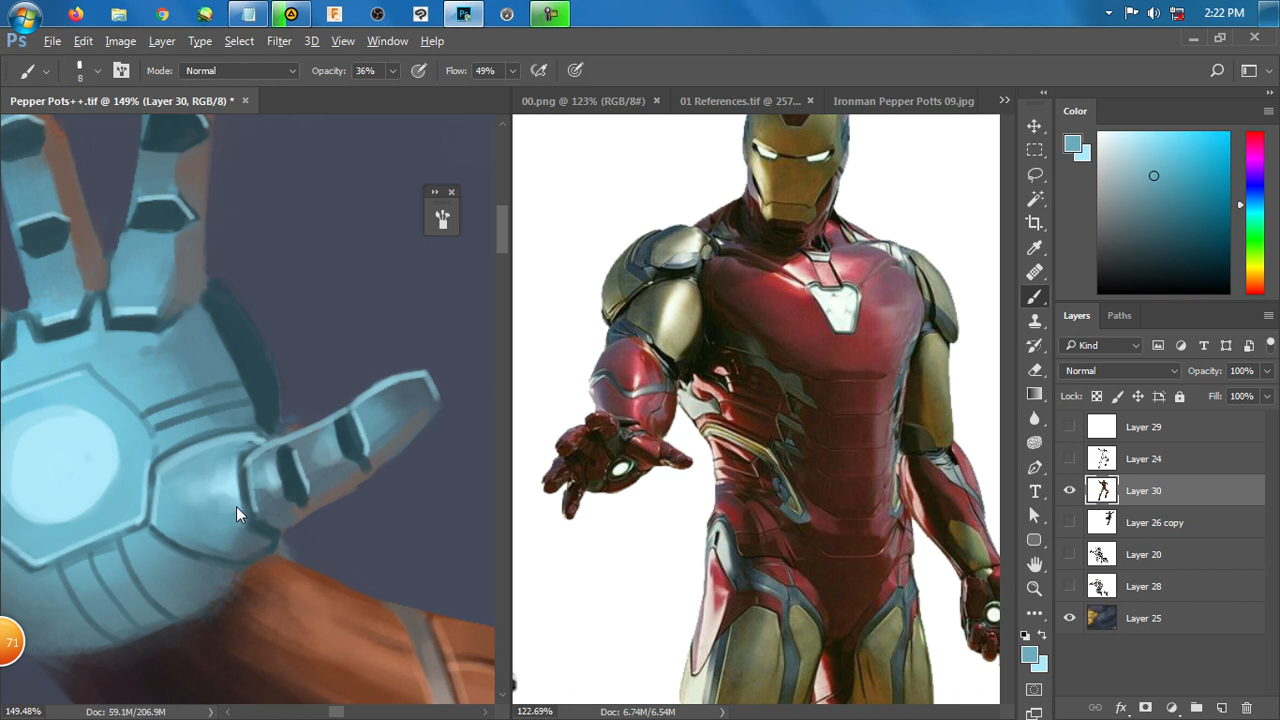 2:22 PM
Ps File Edit Image Layer Type Select Filter 3D View Window Help
8 Mode: Normal Opacity: 36% Flow: 49%
Pepper Pots++.tif @ 149% (Layer 30, RGB/8) * ×
00.png @ 123% (RGB/8#) × 01 References.tif @ 257... × Ironman Pepper Potts 09.jpg
Color
Layers Paths
Kind
Normal Opacity: 100%
Lock: Fill: 100%
Layer 29
Layer 24
Layer 30
Layer 26 copy
Layer 20
Layer 28
Layer 25
71
149.48% Doc: 59.1M/206.9M
122.69% Doc: 6.74M/6.54M